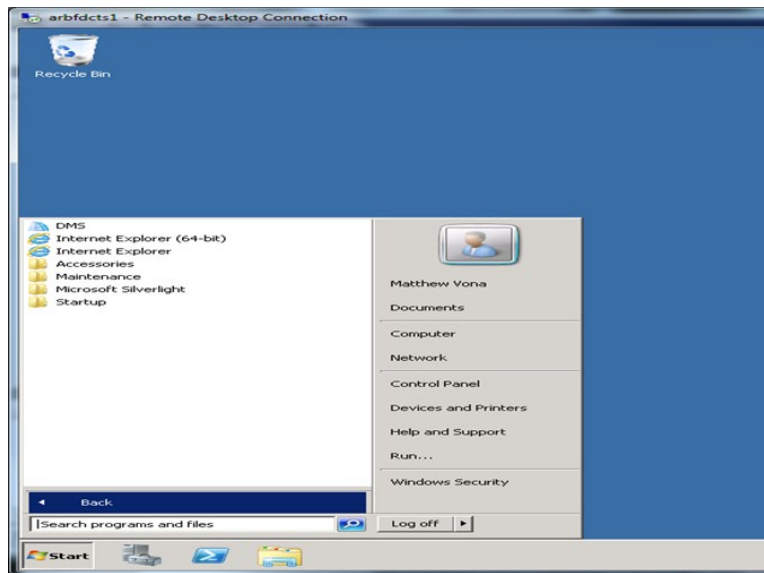 arbfdcts1 - Remote Desktop Connection
Recycle Bin
DMS
Internet Explorer (64-bit)
Internet Explorer
Accessories
Maintenance
Microsoft Silverlight
Startup
Back
Search programs and files
Matthew Vona
Documents
Computer
Network
Control Panel
Devices and Printers
Help and Support
Run...
Windows Security
Log off
Start